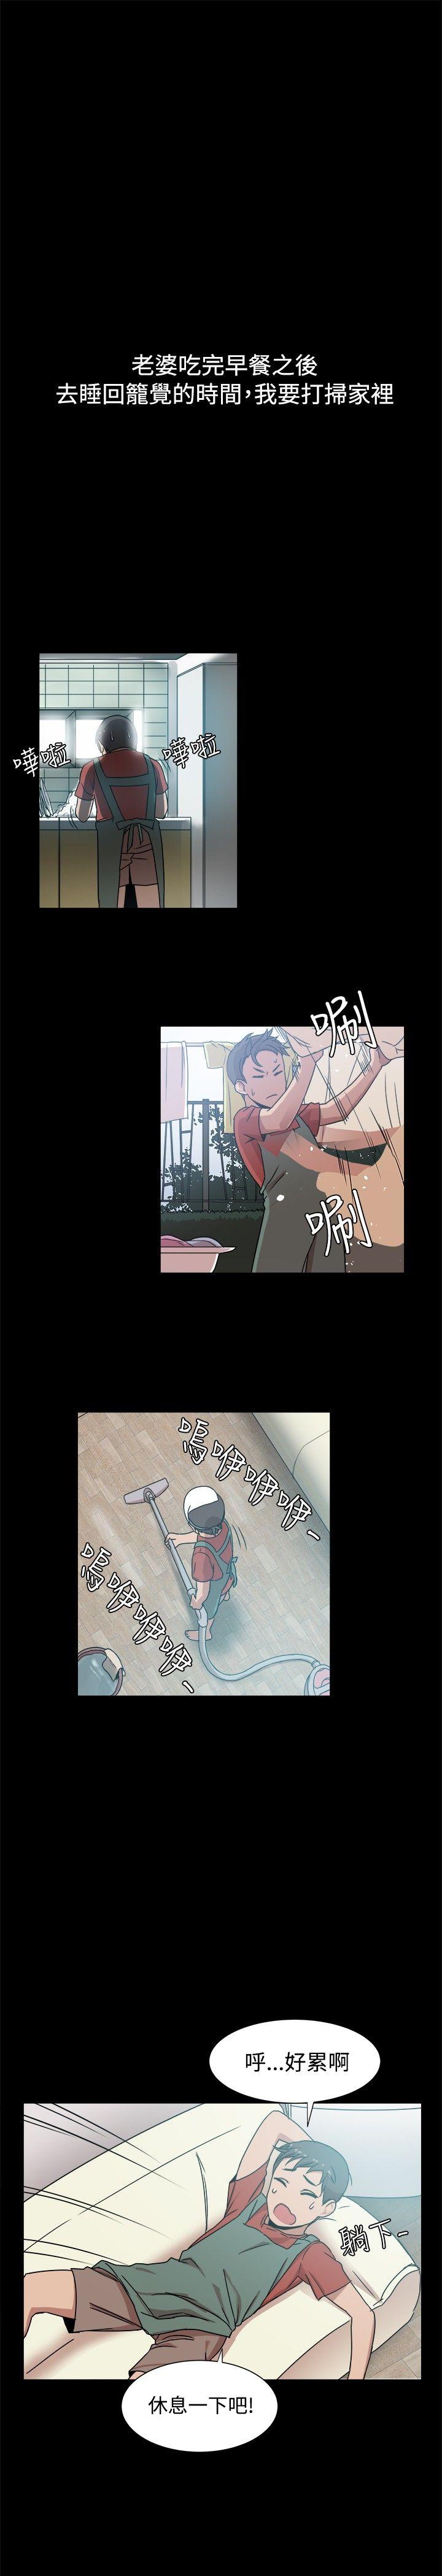 老婆吃完早餐之後
去睡回籠覺的時間，我要打掃家裡
嘩啦
嘩啦
唰
唰
嗚咿咿咿-
嗚咿咿咿-
呼...好累啊
躺下-
休息一下吧!